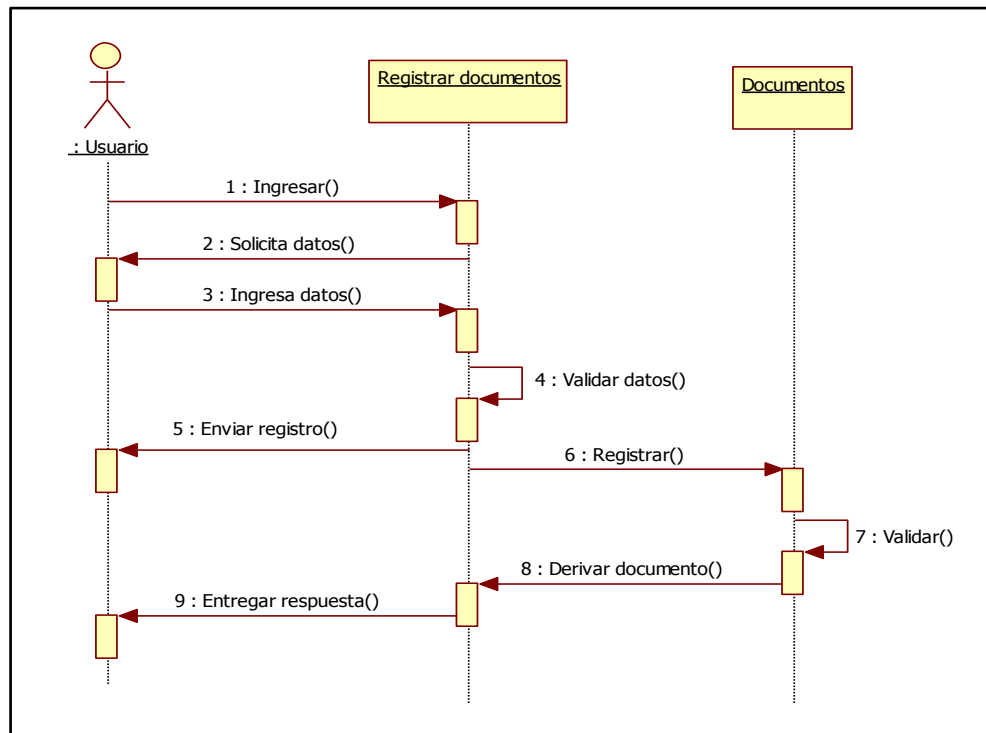 Registrar documentos
Documentos
: Usuario
1 : Ingresar()
2 : Solicita datos()
3 : Ingresa datos()
4 : Validar datos()
5 : Enviar registro()
6 : Registrar()
7 : Validar()
8 : Derivar documento()
9 : Entregar respuesta()